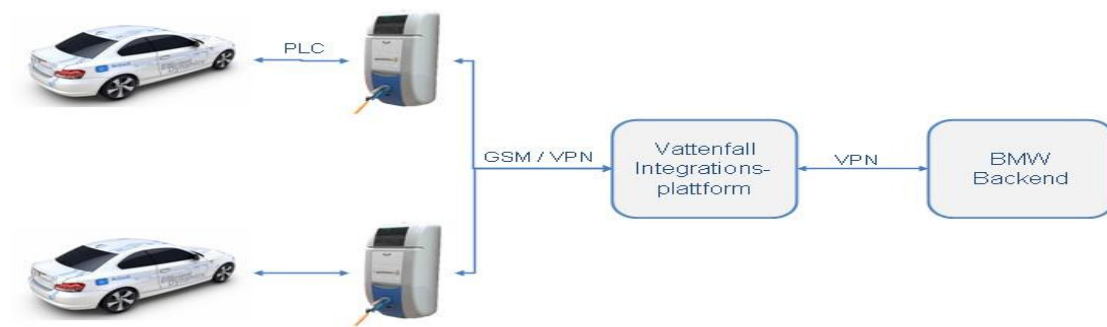 PLC
GSM / VPN
Vattenfall
Integrations-
plattform
VPN
BMW
Backend